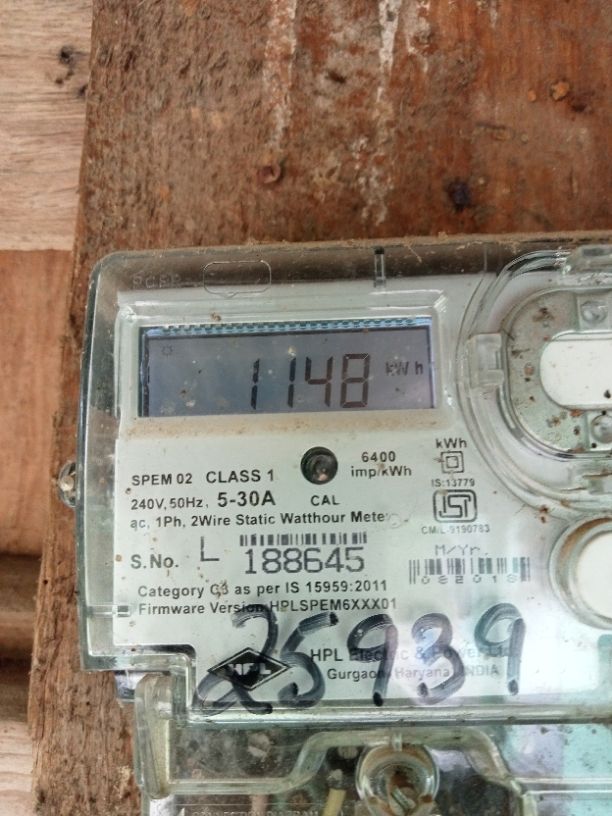 1148 kWh
SPEM 02 CLASS 1
6400 imp/kWh
kWh
240V, 50Hz, 5-30A CAL
IS:13779
ac, 1Ph, 2Wire Static Watthour Meter
CM/L-9190783
S.No. L 188645
M/Yr.
082018
Category C3 as per IS 15959:2011
Firmware Version HPLSPEM6XXX01
25939
HPL
HPL Electric & Power Ltd
Gurgaon, Haryana, INDIA